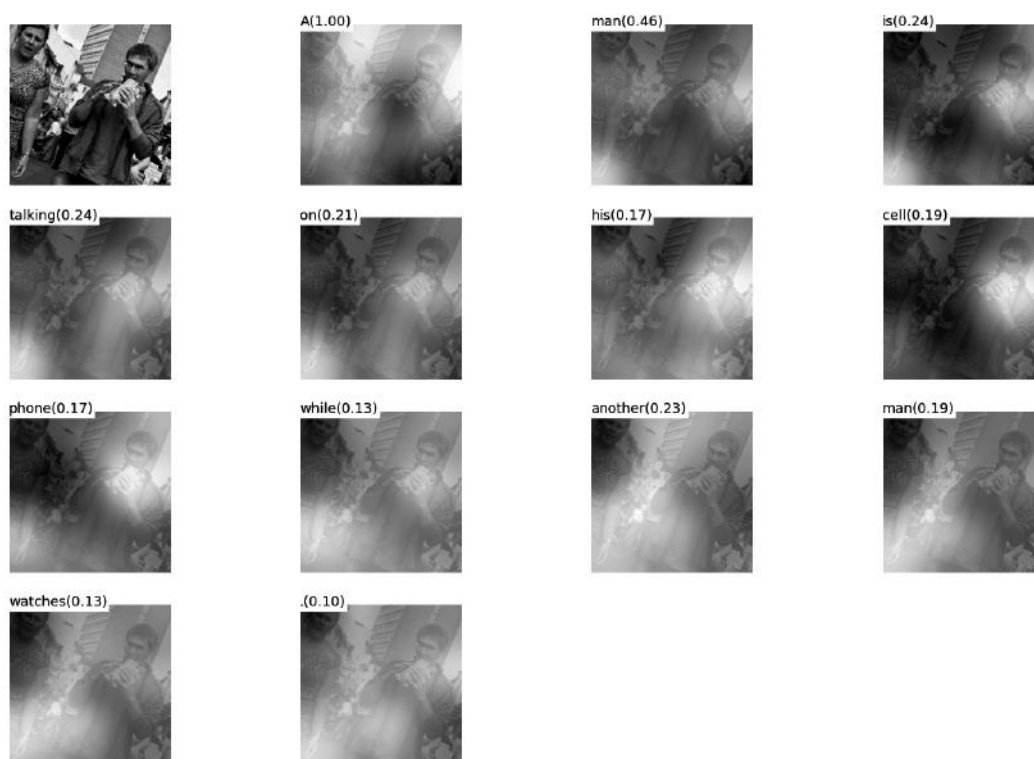 A(1.00)
man(0.46)
is(0.24)
talking(0.24)
on(0.21)
his(0.17)
cell(0.19)
phone(0.17)
while(0.13)
another(0.23)
man(0.19)
watches(0.13)
.(0.10)